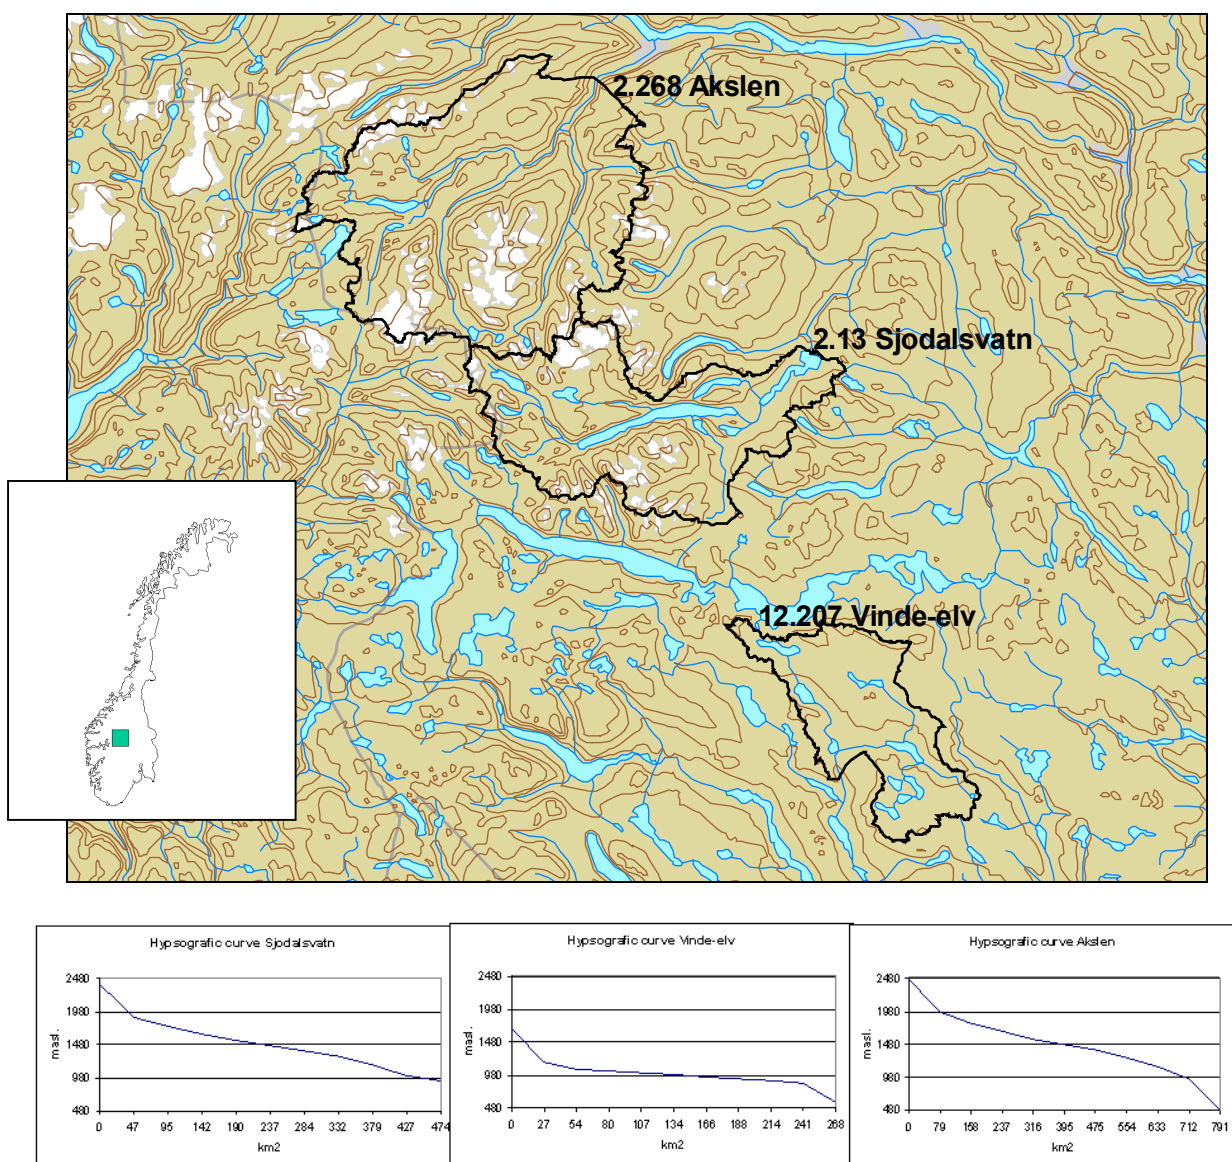 2.268 Akslen
2.13 Sjodalsvatn
12.207 Vinde-elv
Hypsografic curve Sjodalsvatn
2480
1980
1480
980
480
masl.
0 47 95 142 190 237 284 332 379 427 474
km2
Hypsografic curve Vinde-elv
2480
1980
1480
980
480
masl.
0 27 54 80 107 134 161 188 214 241 268
km2
Hypsografic curve Akslen
2480
1980
1480
980
480
masl.
0 79 158 237 316 395 475 554 633 712 791
km2